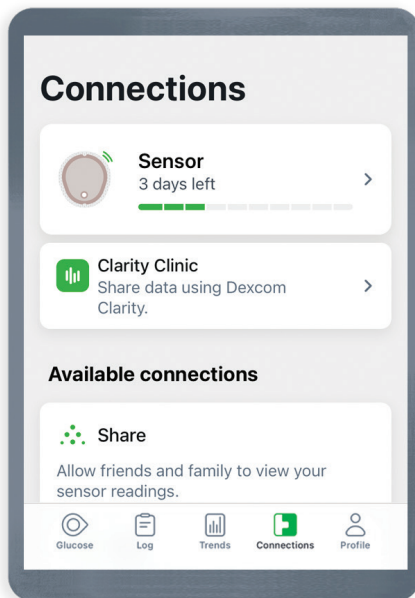 Connections
Sensor
3 days left
Clarity Clinic
Share data using Dexcom
Clarity.
Available connections
Share
Allow friends and family to view your
sensor readings.
Glucose
Log
Trends
Connections
Profile